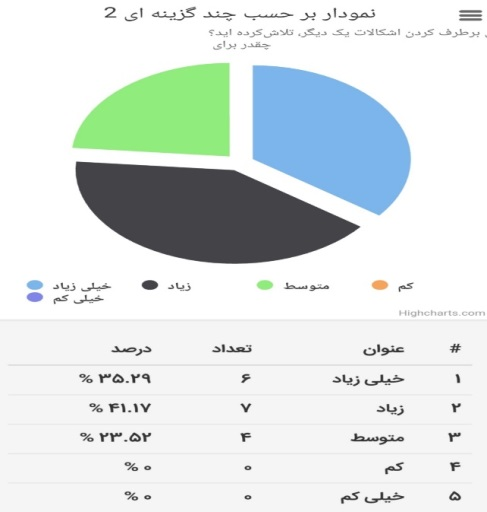 نمودار بر حسب چند گزینه ای 2
برطرف کردن اشکالات یک دیگر، تلاش‌کرده اید؟
چقدر برای
خیلی زیاد زیاد متوسط کم
خیلی کم
Highcharts.com
# عنوان تعداد درصد
۱ خیلی زیاد ۶ ۳۵.۲۹ %
۲ زیاد ۷ ۴۱.۱۷ %
۳ متوسط ۴ ۲۳.۵۲ %
۴ کم ۰ ۰ %
۵ خیلی کم ۰ ۰ %